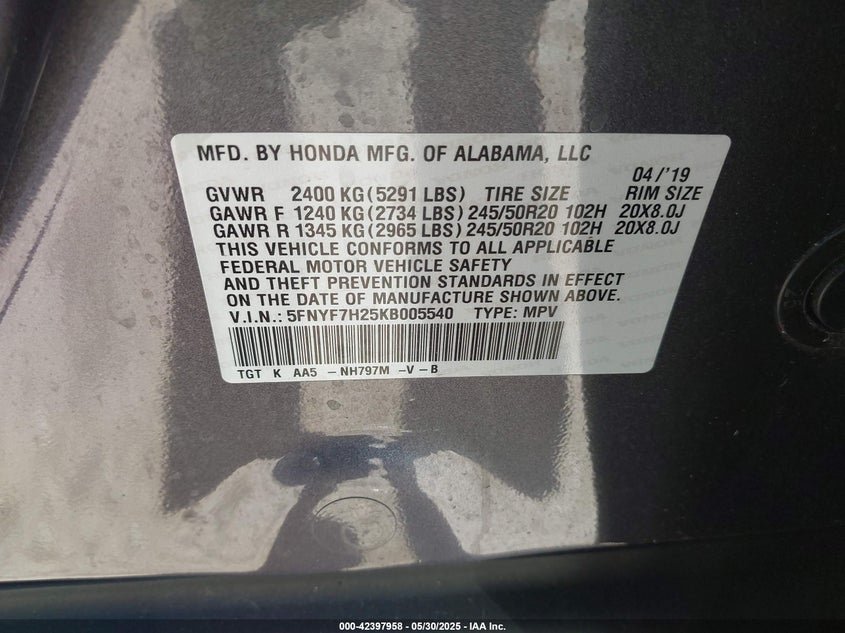 MFD. BY HONDA MFG. OF ALABAMA, LLC
04/'19
GVWR 2400 KG(5291 LBS) TIRE SIZE RIM SIZE
GAWR F 1240 KG(2734 LBS) 245/50R20 102H 20X8.0J
GAWR R 1345 KG(2965 LBS) 245/50R20 102H 20X8.0J
THIS VEHICLE CONFORMS TO ALL APPLICABLE
FEDERAL MOTOR VEHICLE SAFETY
AND THEFT PREVENTION STANDARDS IN EFFECT
ON THE DATE OF MANUFACTURE SHOWN ABOVE.
V.I.N.: 5FNYF7H25KB005540 TYPE: MPV
TGT K AA5 -NH797M -V-B
000-42397958 - 05/30/2025 - IAA Inc.